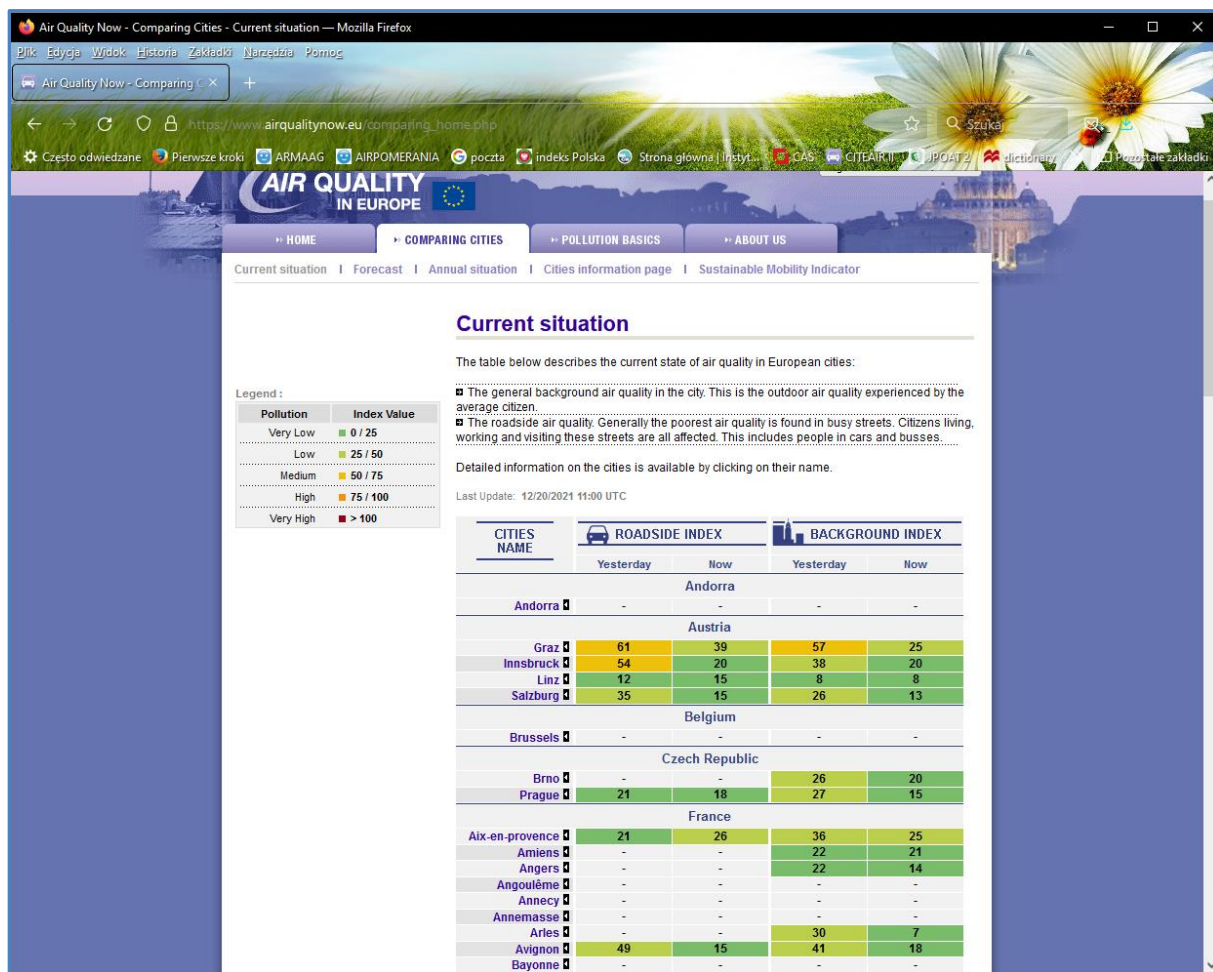 Air Quality Now - Comparing Cities - Current situation — Mozilla Firefox
Plik Edycja Widok Historia Zakładki Narzędzia Pomoc
Air Quality Now - Comparing C
https://www.airqualitynow.eu/comparing_home.php
Szukaj
Często odwiedzane Pierwsze kroki ARMAAG AIRPOMERANIA poczta indeks Polska Strona główna | Instyt... CAS CITEAIR II JPOAT 2 dictionary Pozostałe zakładki
AIR QUALITY
IN EUROPE
HOME COMPARING CITIES POLLUTION BASICS ABOUT US
Current situation I Forecast I Annual situation I Cities information page I Sustainable Mobility Indicator
Current situation
The table below describes the current state of air quality in European cities:
The general background air quality in the city. This is the outdoor air quality experienced by the
average citizen.
The roadside air quality. Generally the poorest air quality is found in busy streets. Citizens living,
working and visiting these streets are all affected. This includes people in cars and busses.
Detailed information on the cities is available by clicking on their name.
Last Update: 12/20/2021 11:00 UTC
Legend :
Pollution Index Value
Very Low 0 / 25
Low 25 / 50
Medium 50 / 75
High 75 / 100
Very High > 100
CITIES NAME ROADSIDE INDEX BACKGROUND INDEX
Yesterday Now Yesterday Now
Andorra
Andorra - - - -
Austria
Graz 61 39 57 25
Innsbruck 54 20 38 20
Linz 12 15 8 8
Salzburg 35 15 26 13
Belgium
Brussels - - - -
Czech Republic
Brno - - 26 20
Prague 21 18 27 15
France
Aix-en-provence 21 26 36 25
Amiens - - 22 21
Angers - - 22 14
Angoulême - - - -
Annecy - - - -
Annemasse - - - -
Arles - - 30 7
Avignon 49 15 41 18
Bayonne - - - -